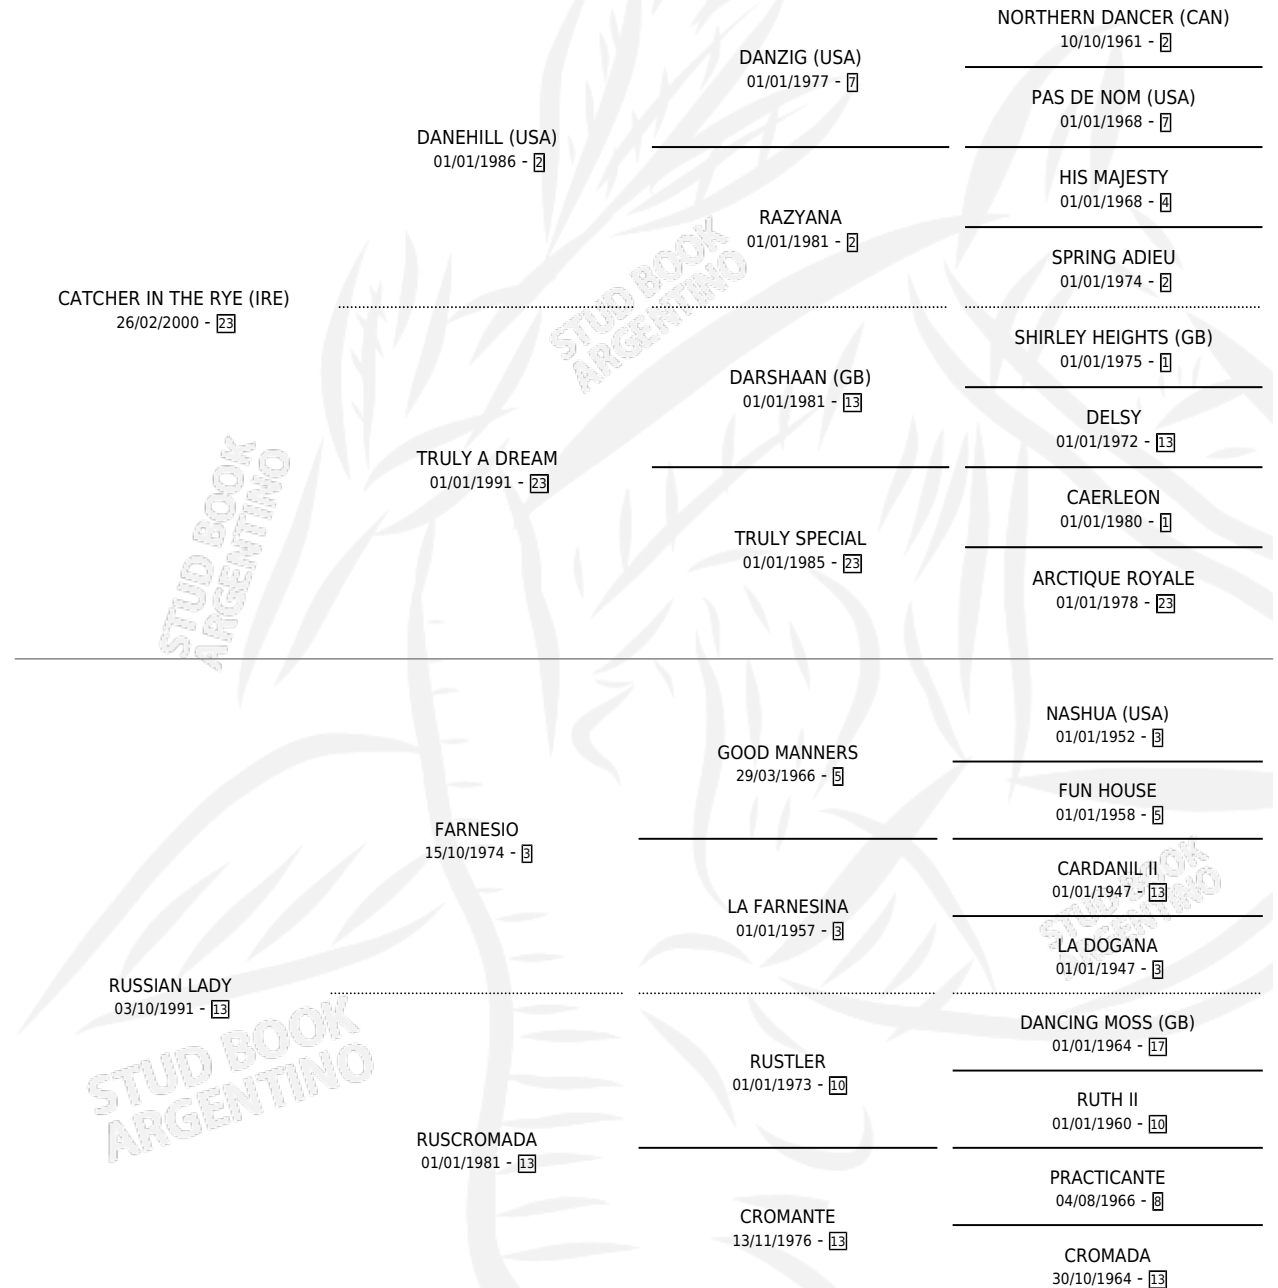 NORTHERN DANCER (CAN)
10/10/1961 - 2
DANZIG (USA)
01/01/1977 - 7
PAS DE NOM (USA)
01/01/1968 - 7
DANEHILL (USA)
01/01/1986 - 2
HIS MAJESTY
01/01/1968 - 4
RAZYANA
01/01/1981 - 2
SPRING ADIEU
01/01/1974 - 2
CATCHER IN THE RYE (IRE)
26/02/2000 - 23
STUD BOOK
ARGENTINO
SHIRLEY HEIGHTS (GB)
01/01/1975 - 1
DARSHAAN (GB)
01/01/1981 - 13
DELSY
01/01/1972 - 13
TRULY A DREAM
01/01/1991 - 23
CAERLEON
01/01/1980 - 1
TRULY SPECIAL
01/01/1985 - 23
ARCTIQUE ROYALE
01/01/1978 - 23
STUD BOOK
ARGENTINO
NASHUA (USA)
01/01/1952 - 3
GOOD MANNERS
29/03/1966 - 5
FUN HOUSE
01/01/1958 - 5
FARNESIO
15/10/1974 - 3
CARDANIL II
01/01/1947 - 13
LA FARNESINA
01/01/1957 - 3
STUD BOOK
ARGENTINO
LA DOGANA
01/01/1947 - 3
RUSSIAN LADY
03/10/1991 - 13
STUD BOOK
ARGENTINO
DANCING MOSS (GB)
01/01/1964 - 17
RUSTLER
01/01/1973 - 10
RUTH II
01/01/1960 - 10
RUSCROMADA
01/01/1981 - 13
PRACTICANTE
04/08/1966 - 8
CROMANTE
13/11/1976 - 13
CROMADA
30/10/1964 - 13